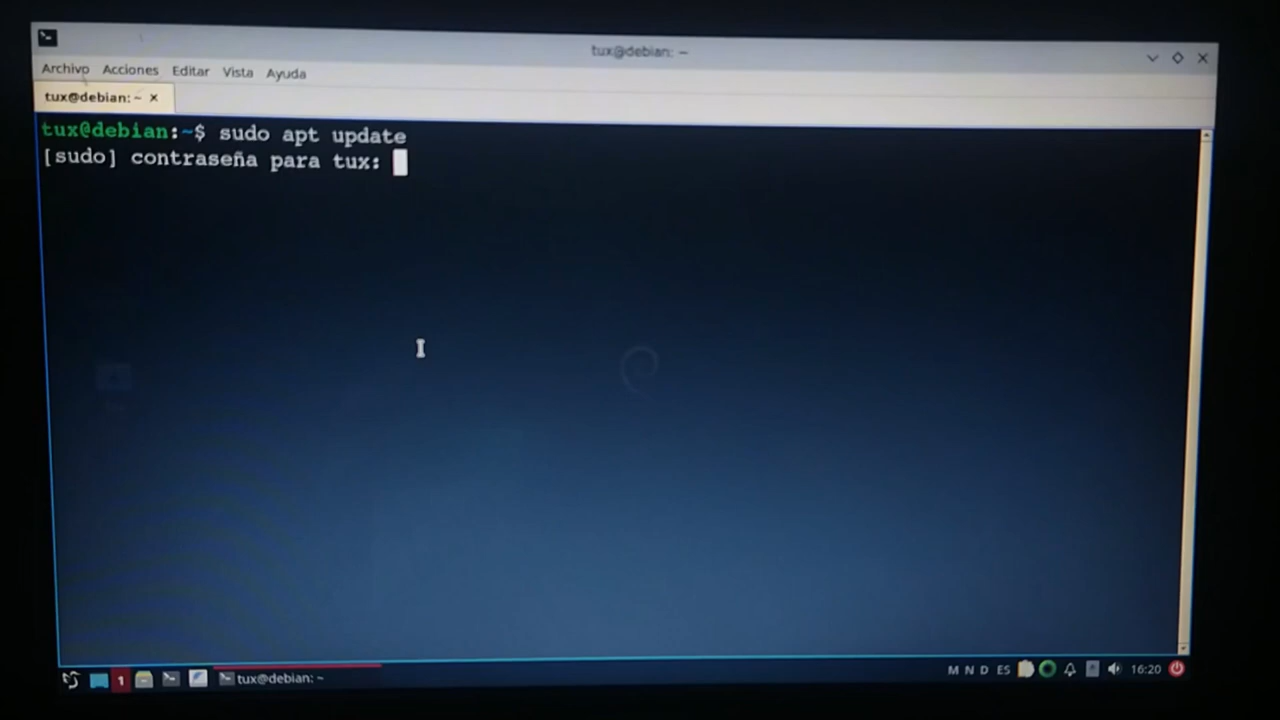 tux@debian: ~
Archivo Acciones Editar Vista Ayuda
tux@debian: ~ ×
tux@debian:~$ sudo apt update
[sudo] contraseña para tux:
1 tux@debian: ~ M N D ES 16:20